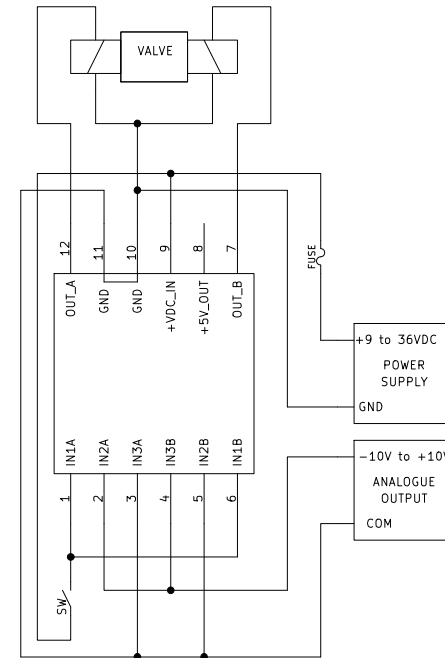 VALVE
12
11
10
9
8
7
OUT_A
GND
GND
+VDC_IN
+5V_OUT
OUT_B
FUSE
+9 to 36VDC
POWER
SUPPLY
GND
IN1A
IN2A
IN3A
IN3B
IN2B
IN1B
1
2
3
4
5
6
-10V to +10V
ANALOGUE
OUTPUT
COM
SW